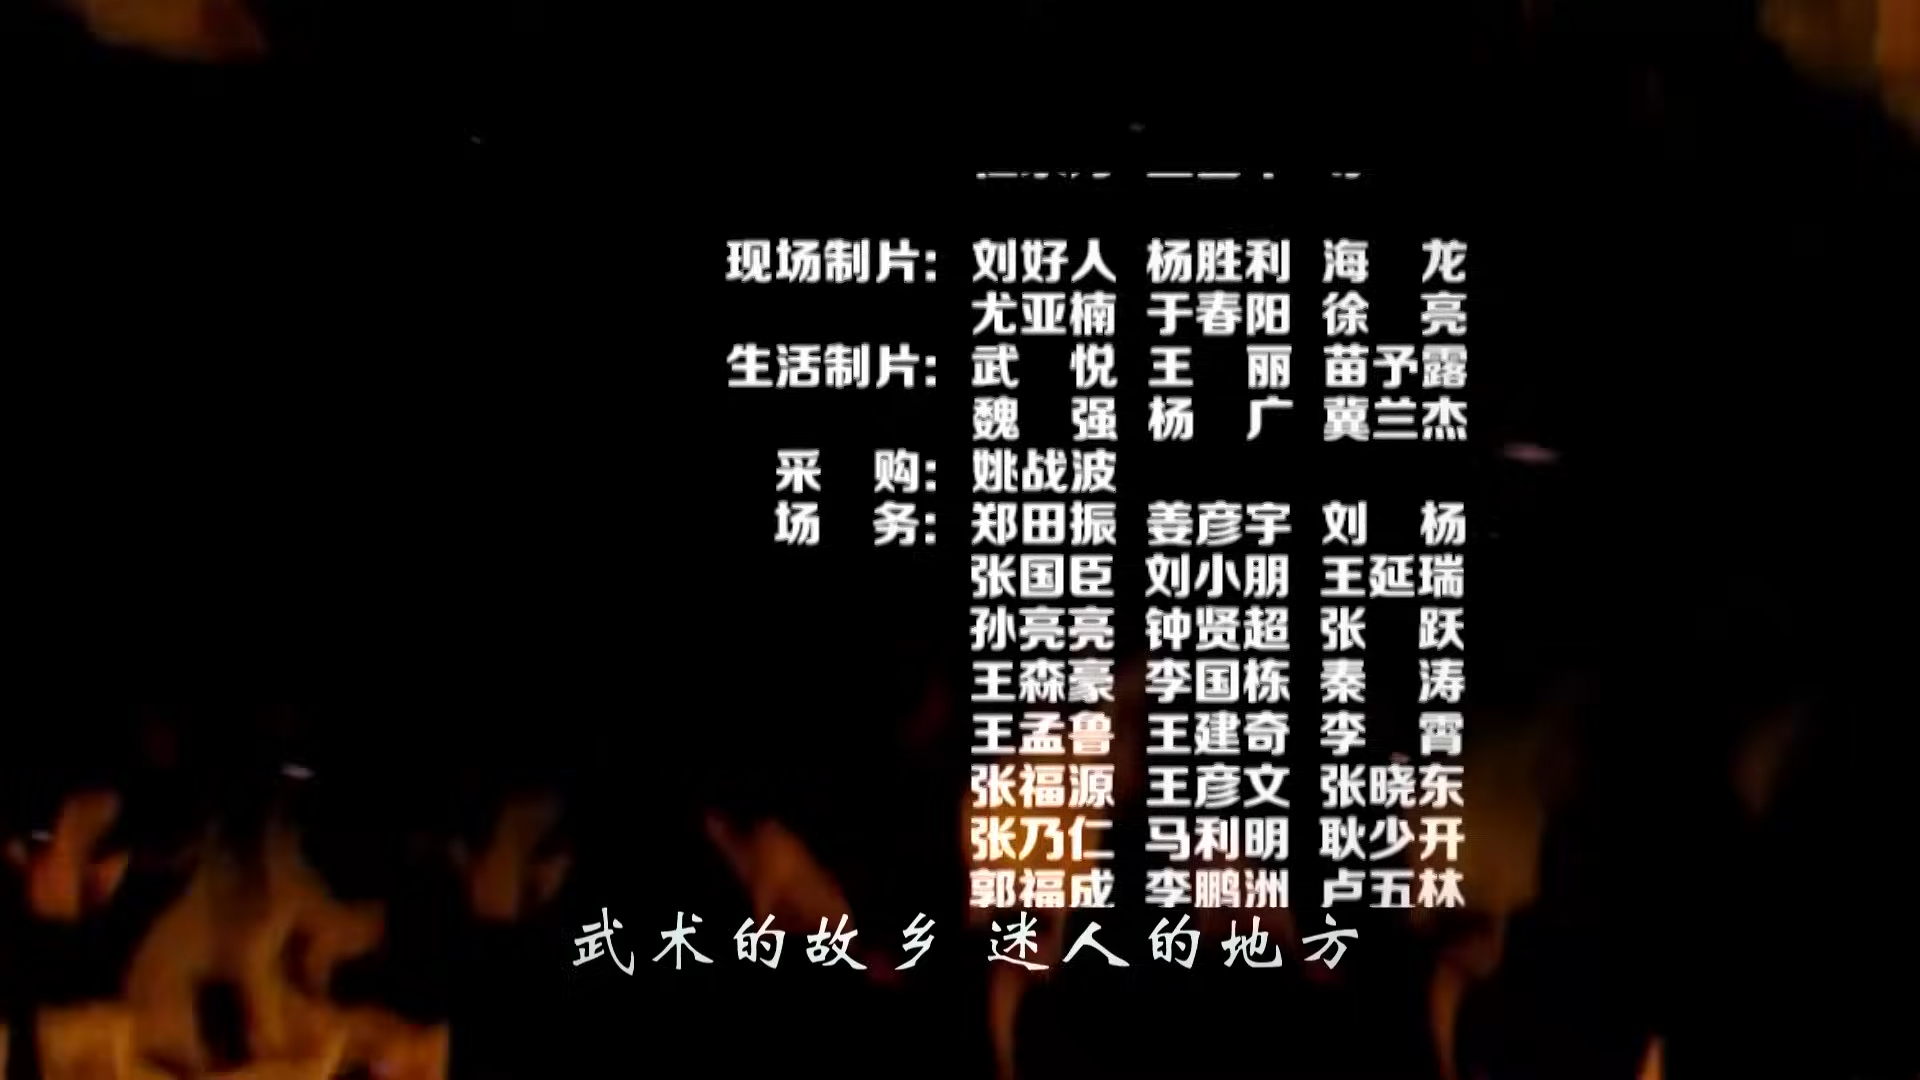 现场制片: 刘好人 杨胜利 海 龙
尤亚楠 于春阳 徐 亮
生活制片: 武 悦 王 丽 苗予露
魏 强 杨 广 冀兰杰
采 购: 姚战波
场 务: 郑田振 姜彦宇 刘 杨
张国臣 刘小朋 王延瑞
孙亮亮 钟贤超 张 跃
王森豪 李国栋 秦 涛
王孟鲁 王建奇 李 霄
张福源 王彦文 张晓东
张乃仁 马利明 耿少开
郭福成 李鹏洲 卢五林
武术的故乡 迷人的地方